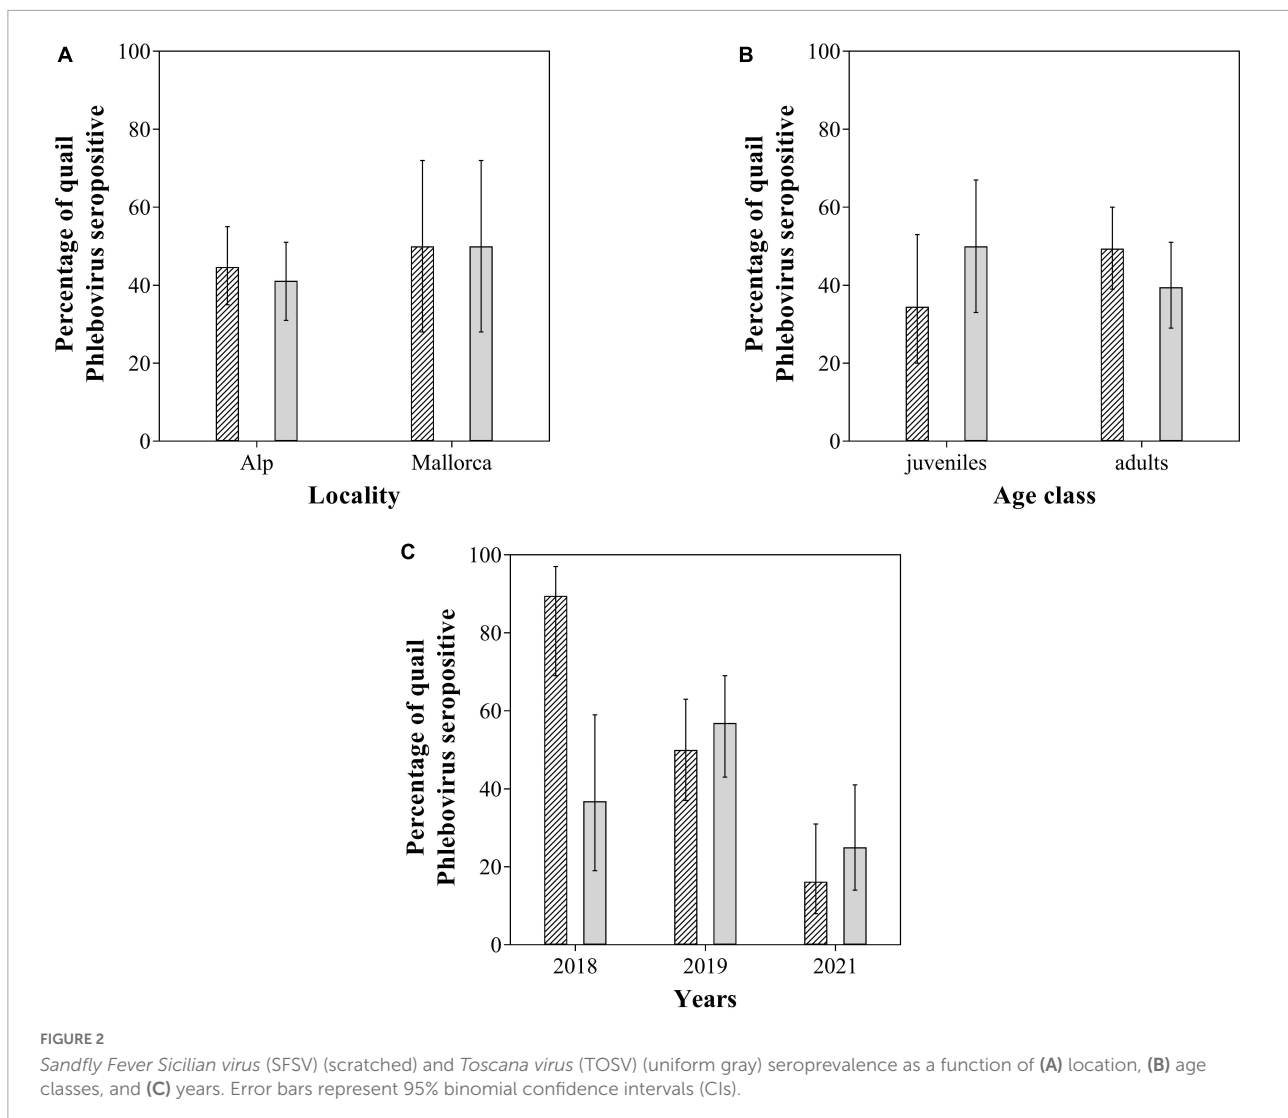 A
100
80
60
40
20
0
Percentage of quail
Phlebovirus seropositive
Alp
Mallorca
Locality
B
100
80
60
40
20
0
Percentage of quail
Phlebovirus seropositive
juveniles
adults
Age class
C
100
80
60
40
20
0
Percentage of quail
Phlebovirus seropositive
2018
2019
2021
Years
FIGURE 2
Sandfly Fever Sicilian virus (SFSV) (scratched) and Toscana virus (TOSV) (uniform gray) seroprevalence as a function of (A) location, (B) age
classes, and (C) years. Error bars represent 95% binomial confidence intervals (CIs).